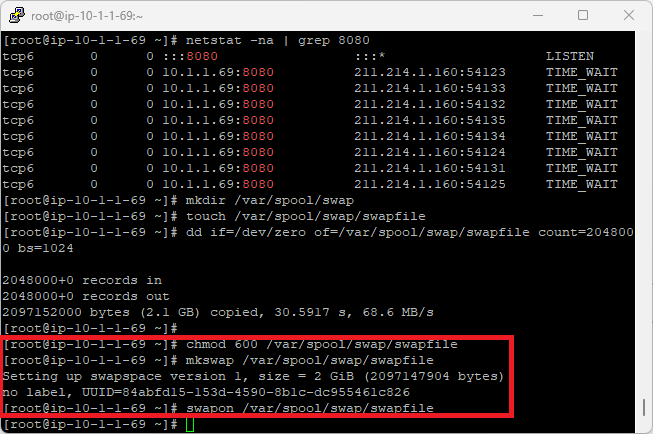 root@ip-10-1-1-69:~
[root@ip-10-1-1-69 ~]# netstat -na | grep 8080
tcp6 0 0 :::8080 :::* LISTEN
tcp6 0 0 10.1.1.69:8080 211.214.1.160:54123 TIME_WAIT
tcp6 0 0 10.1.1.69:8080 211.214.1.160:54133 TIME_WAIT
tcp6 0 0 10.1.1.69:8080 211.214.1.160:54132 TIME_WAIT
tcp6 0 0 10.1.1.69:8080 211.214.1.160:54135 TIME_WAIT
tcp6 0 0 10.1.1.69:8080 211.214.1.160:54134 TIME_WAIT
tcp6 0 0 10.1.1.69:8080 211.214.1.160:54124 TIME_WAIT
tcp6 0 0 10.1.1.69:8080 211.214.1.160:54131 TIME_WAIT
tcp6 0 0 10.1.1.69:8080 211.214.1.160:54125 TIME_WAIT
[root@ip-10-1-1-69 ~]# mkdir /var/spool/swap
[root@ip-10-1-1-69 ~]# touch /var/spool/swap/swapfile
[root@ip-10-1-1-69 ~]# dd if=/dev/zero of=/var/spool/swap/swapfile count=204800
0 bs=1024
2048000+0 records in
2048000+0 records out
2097152000 bytes (2.1 GB) copied, 30.5917 s, 68.6 MB/s
[root@ip-10-1-1-69 ~]#
[root@ip-10-1-1-69 ~]# chmod 600 /var/spool/swap/swapfile
[root@ip-10-1-1-69 ~]# mkswap /var/spool/swap/swapfile
Setting up swapspace version 1, size = 2 GiB (2097147904 bytes)
no label, UUID=84abfd15-153d-4590-8b1c-dc955461c826
[root@ip-10-1-1-69 ~]# swapon /var/spool/swap/swapfile
[root@ip-10-1-1-69 ~]#